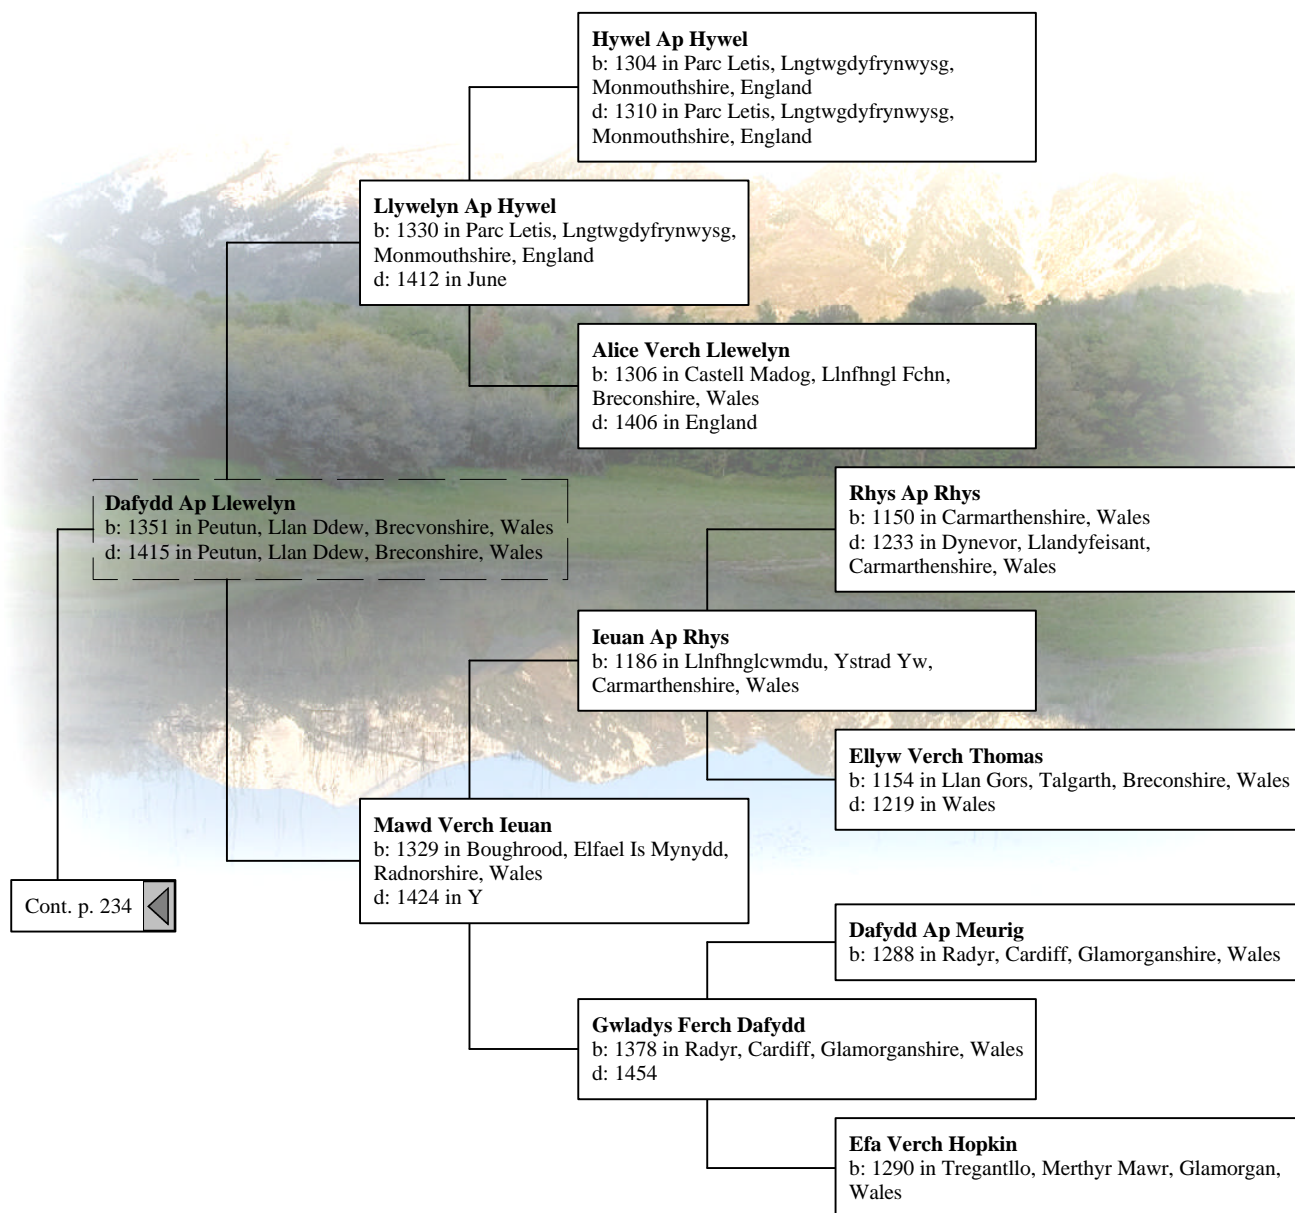 Hywel Ap Hywel
b: 1304 in Parc Letis, Lngtwgdyfrynwysg,
Monmouthshire, England
d: 1310 in Parc Letis, Lngtwgdyfrynwysg,
Monmouthshire, England
Llywelyn Ap Hywel
b: 1330 in Parc Letis, Lngtwgdyfrynwysg,
Monmouthshire, England
d: 1412 in June
Alice Verch Llewelyn
b: 1306 in Castell Madog, Llnfhngl Fchn,
Breconshire, Wales
d: 1406 in England
Dafydd Ap Llewelyn
b: 1351 in Peutun, Llan Ddew, Brecvonshire, Wales
d: 1415 in Peutun, Llan Ddew, Breconshire, Wales
Rhys Ap Rhys
b: 1150 in Carmarthenshire, Wales
d: 1233 in Dynevor, Llandyfeisant,
Carmarthenshire, Wales
Ieuan Ap Rhys
b: 1186 in Llnfhnglcwmdu, Ystrad Yw,
Carmarthenshire, Wales
Ellyw Verch Thomas
b: 1154 in Llan Gors, Talgarth, Breconshire, Wales
d: 1219 in Wales
Mawd Verch Ieuan
b: 1329 in Boughrood, Elfael Is Mynydd,
Radnorshire, Wales
d: 1424 in Y
Cont. p. 234
Dafydd Ap Meurig
b: 1288 in Radyr, Cardiff, Glamorganshire, Wales
Gwladys Ferch Dafydd
b: 1378 in Radyr, Cardiff, Glamorganshire, Wales
d: 1454
Efa Verch Hopkin
b: 1290 in Tregantllo, Merthyr Mawr, Glamorgan,
Wales